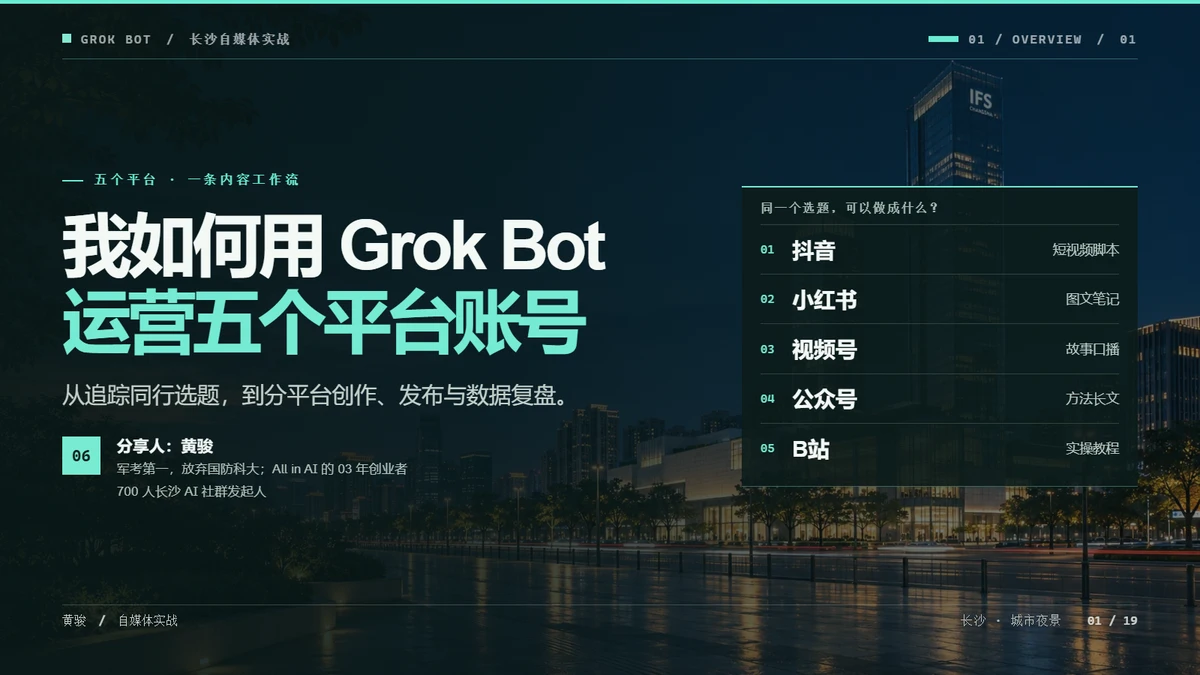 GROK BOT / 长沙自媒体实战
01 / OVERVIEW / 01
五个平台 · 一条内容工作流
我如何用 Grok Bot
运营五个平台账号
从追踪同行选题，到分平台创作、发布与数据复盘。
06
分享人：黄骏
军考第一，放弃国防科大；All in AI 的 03 年创业者
700 人长沙 AI 社群发起人
IFS
同一个选题，可以做成什么？
01 抖音 短视频脚本
02 小红书 图文笔记
03 视频号 故事口播
04 公众号 方法长文
05 B站 实操教程
黄骏 / 自媒体实战
长沙 · 城市夜景 01 / 19